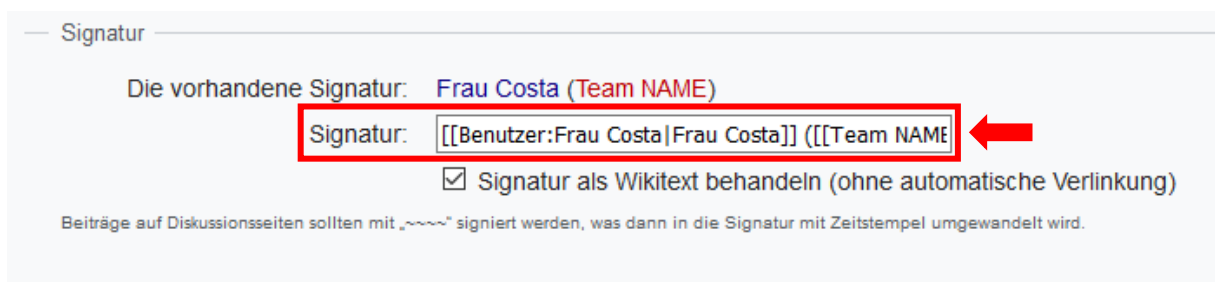 Signatur
Die vorhandene Signatur: Frau Costa (Team NAME)
Signatur: [[Benutzer:Frau Costa|Frau Costa]] ([[Team NAME
Signatur als Wikitext behandeln (ohne automatische Verlinkung)
Beiträge auf Diskussionsseiten sollten mit „~~~~“ signiert werden, was dann in die Signatur mit Zeitstempel umgewandelt wird.